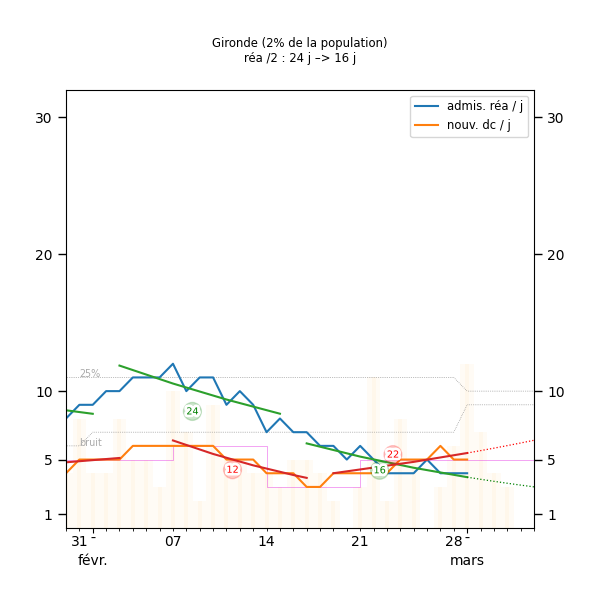 Gironde (2% de la population)
réa /2 : 24 j –> 16 j
admis. réa / j
nouv. dc / j
30
30
20
20
25%
10
10
24
bruit
22
5
5
12
16
1
1
31 -
07
14
21
28 -
févr.
mars